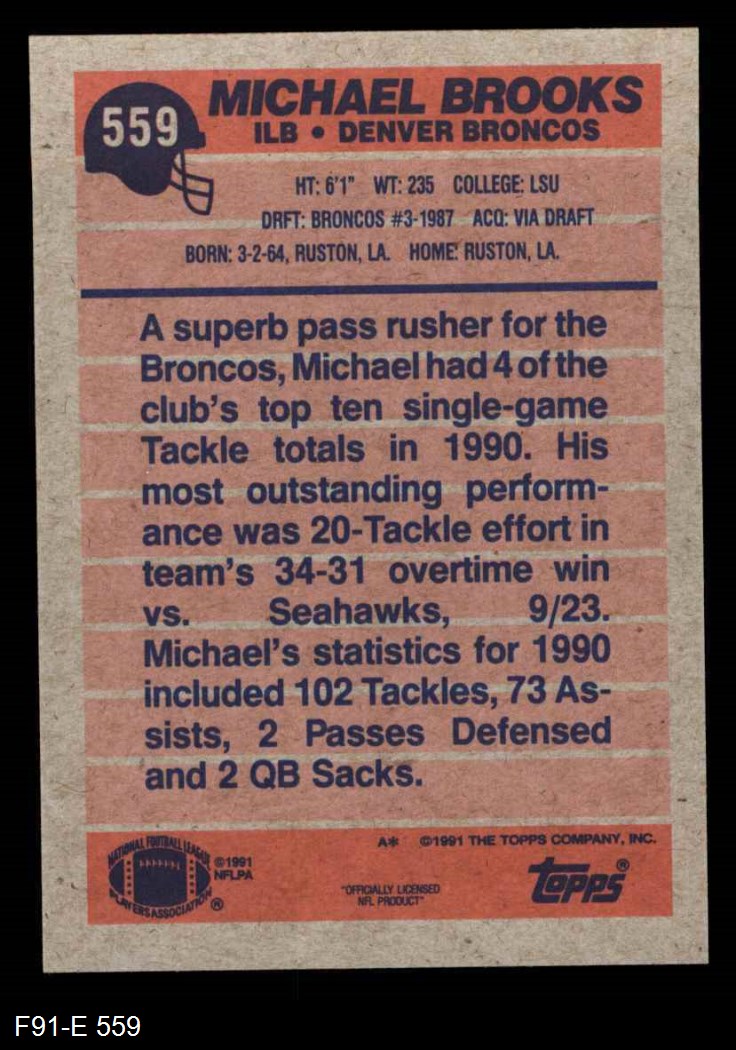 559
MICHAEL BROOKS
ILB • DENVER BRONCOS
HT: 6'1" WT: 235 COLLEGE: LSU
DRFT: BRONCOS #3-1987 ACQ: VIA DRAFT
BORN: 3-2-64, RUSTON, LA. HOME: RUSTON, LA.
A superb pass rusher for the
Broncos, Michael had 4 of the
club's top ten single-game
Tackle totals in 1990. His
most outstanding perform-
ance was 20-Tackle effort in
team's 34-31 overtime win
vs. Seahawks, 9/23.
Michael's statistics for 1990
included 102 Tackles, 73 As-
sists, 2 Passes Defensed
and 2 QB Sacks.
A* ©1991 THE TOPPS COMPANY, INC.
NATIONAL FOOTBALL LEAGUE
PLAYERS ASSOCIATION ®
©1991
NFLPA
"OFFICIALLY LICENSED
NFL PRODUCT"
topps®
F91-E 559